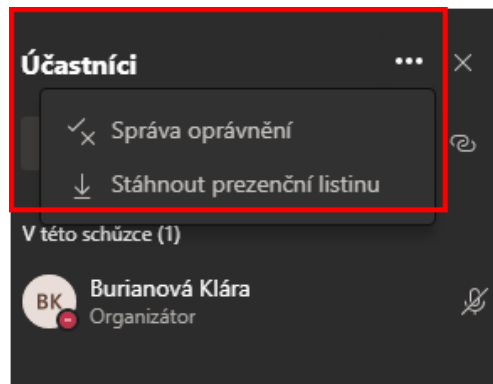 Účastníci
Správa oprávnění
Stáhnout prezenční listinu
V této schůzce (1)
BK
Burianová Klára
Organizátor